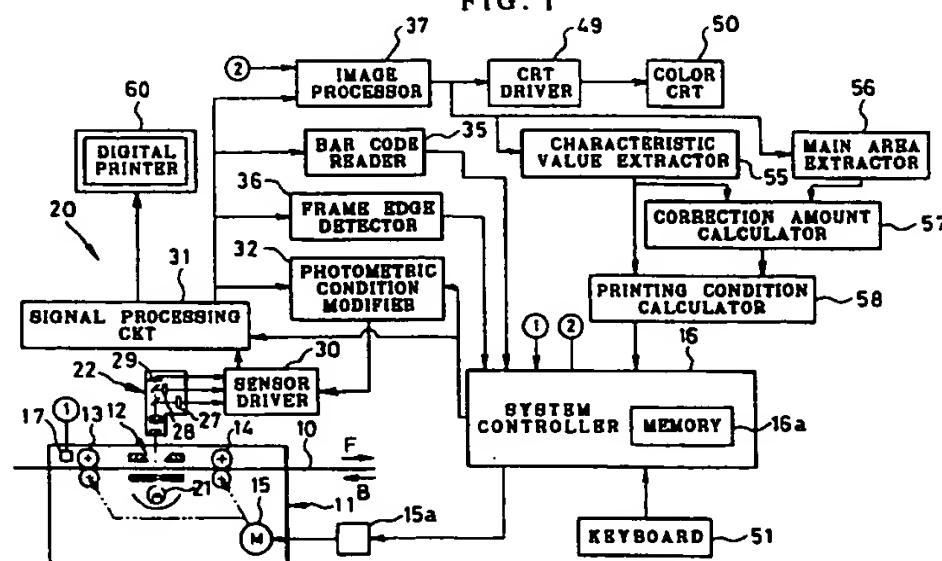 FIG. 1
37
49
50
2
IMAGE
PROCESSOR
CRT
DRIVER
COLOR
CRT
60
35
56
DIGITAL
PRINTER
BAR CODE
READER
CHARACTERISTIC
VALUE EXTRACTOR
55
MAIN AREA
EXTRACTOR
36
FRAME EDGE
DETECTOR
CORRECTION AMOUNT
CALCULATOR
57
20
32
31
PHOTOMETRIC
CONDITION
MODIFIER
PRINTING CONDITION
CALCULATOR
58
SIGNAL PROCESSING
CKT
1
2
16
30
29
22
SENSOR
DRIVER
27
28
SYSTEM
CONTROLLER
MEMORY
16a
17
1
13
12
14
10
F
B
21
15
11
M
15a
KEYBOARD
51